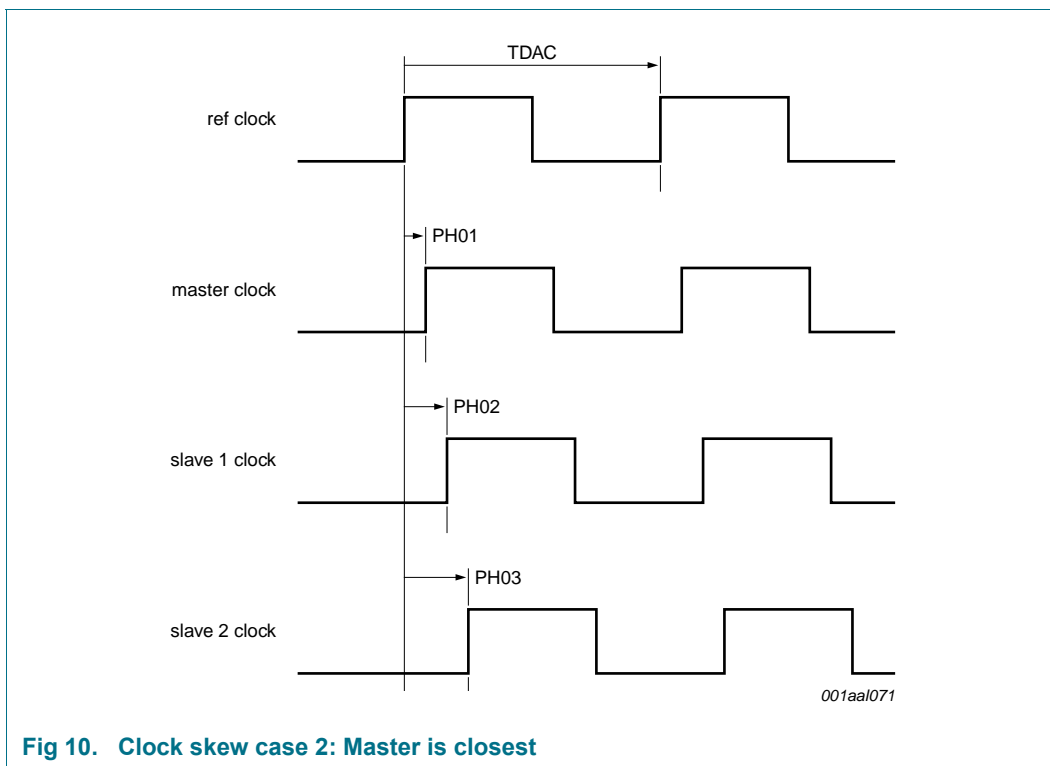 TDAC
ref clock
PH01
master clock
PH02
slave 1 clock
PH03
slave 2 clock
001aal071
Fig 10. Clock skew case 2: Master is closest